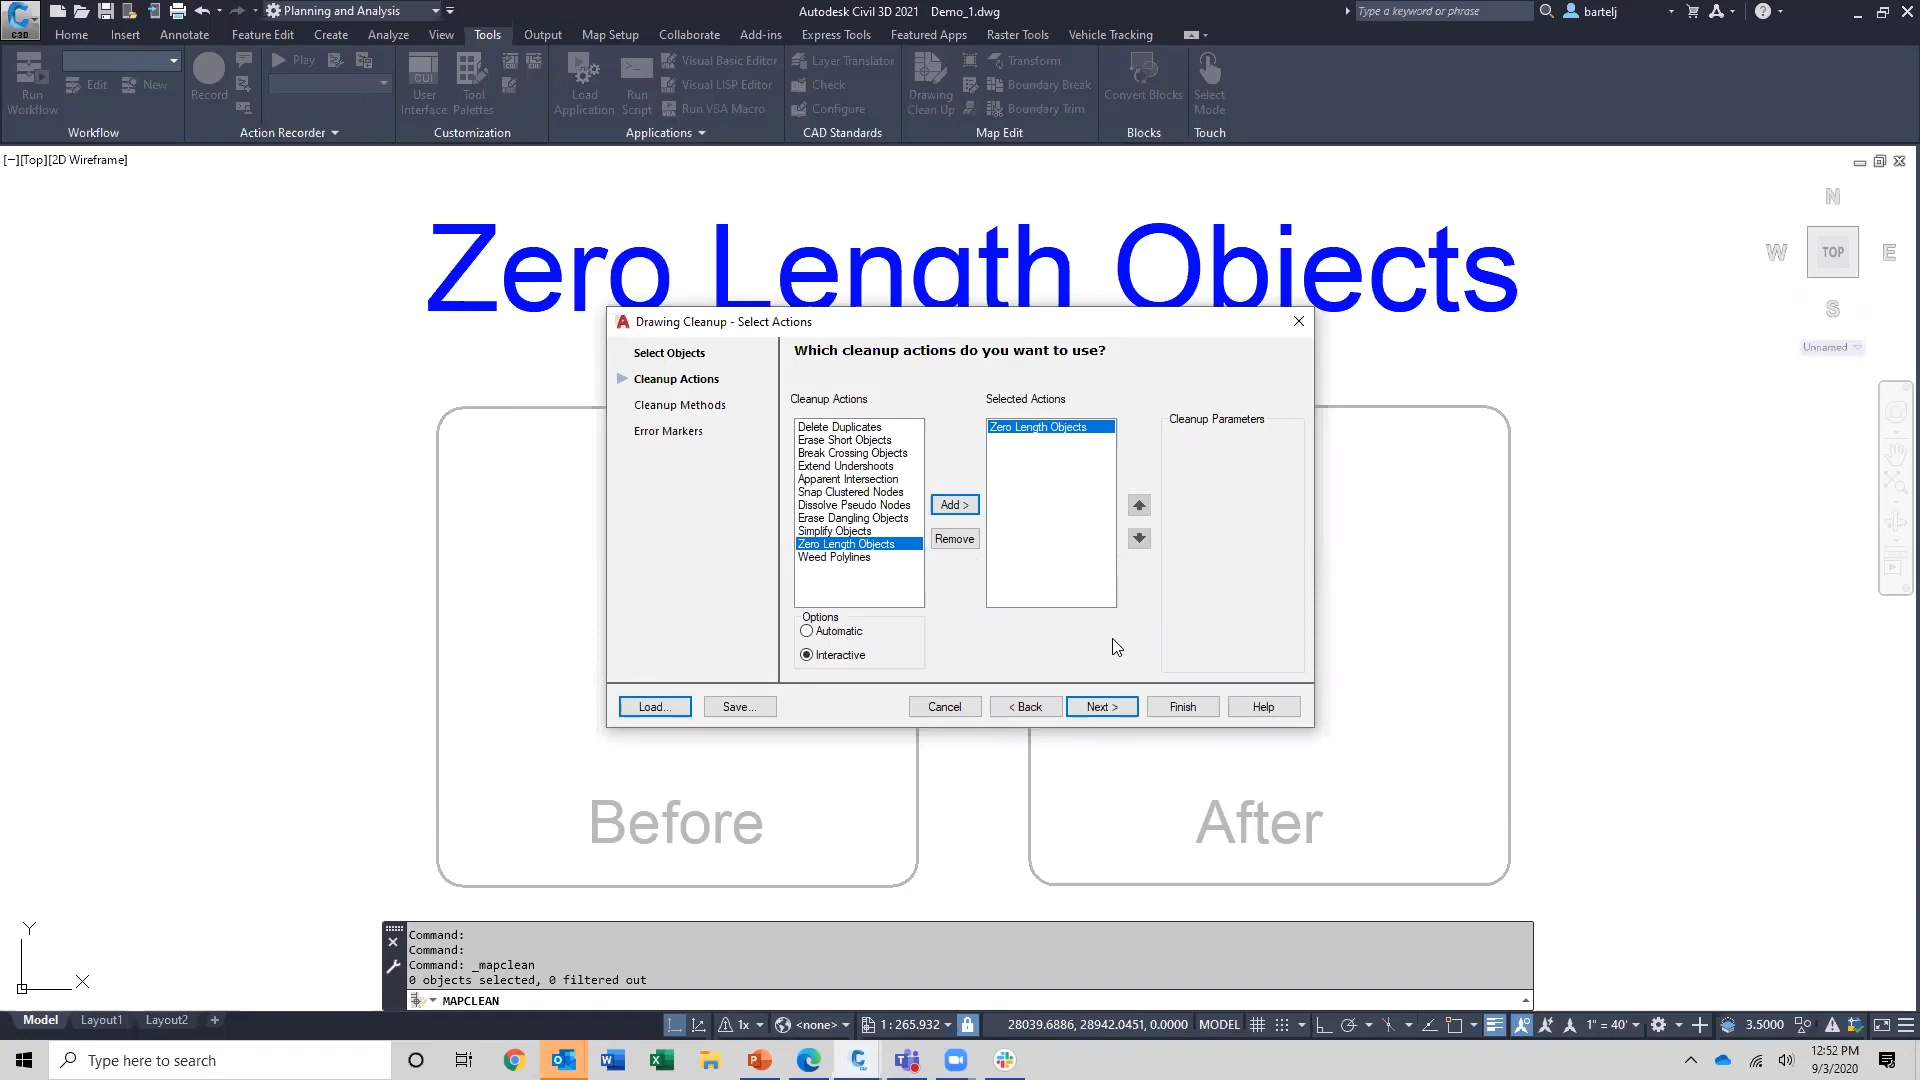 C3D
Planning and Analysis
Autodesk Civil 3D 2021 Demo_1.dwg
Type a keyword or phrase
bartelj
Home Insert Annotate Feature Edit Create Analyze View Tools Output Map Setup Collaborate Add-ins Express Tools Featured Apps Raster Tools Vehicle Tracking
Run Workflow
Edit New
Workflow
Record
Play
Action Recorder
CUI
User Interface
Tool Palettes
Customization
Load Application
Run Script
Visual Basic Editor
Visual LISP Editor
Run VBA Macro
Applications
Layer Translator
Check
Configure
CAD Standards
Drawing Clean Up
Transform
Boundary Break
Boundary Trim
Map Edit
Convert Blocks
Blocks
Select Mode
Touch
[−][Top][2D Wireframe]
N
W TOP E
S
Unnamed
Zero Length Objects
Drawing Cleanup - Select Actions
Select Objects
Cleanup Actions
Cleanup Methods
Error Markers
Which cleanup actions do you want to use?
Cleanup Actions
Delete Duplicates
Erase Short Objects
Break Crossing Objects
Extend Undershoots
Apparent Intersection
Snap Clustered Nodes
Dissolve Pseudo Nodes
Erase Dangling Objects
Simplify Objects
Zero Length Objects
Weed Polylines
Add >
Remove
Selected Actions
Zero Length Objects
Cleanup Parameters
Options
Automatic
Interactive
Load... Save... Cancel < Back Next > Finish Help
Before
After
Y
X
Command:
Command:
Command: _mapclean
0 objects selected, 0 filtered out
MAPCLEAN
Model Layout1 Layout2 +
1x <none> 1 : 265.932 28039.6886, 28942.0451, 0.0000 MODEL 1" = 40' 3.5000
Type here to search
12:52 PM
9/3/2020